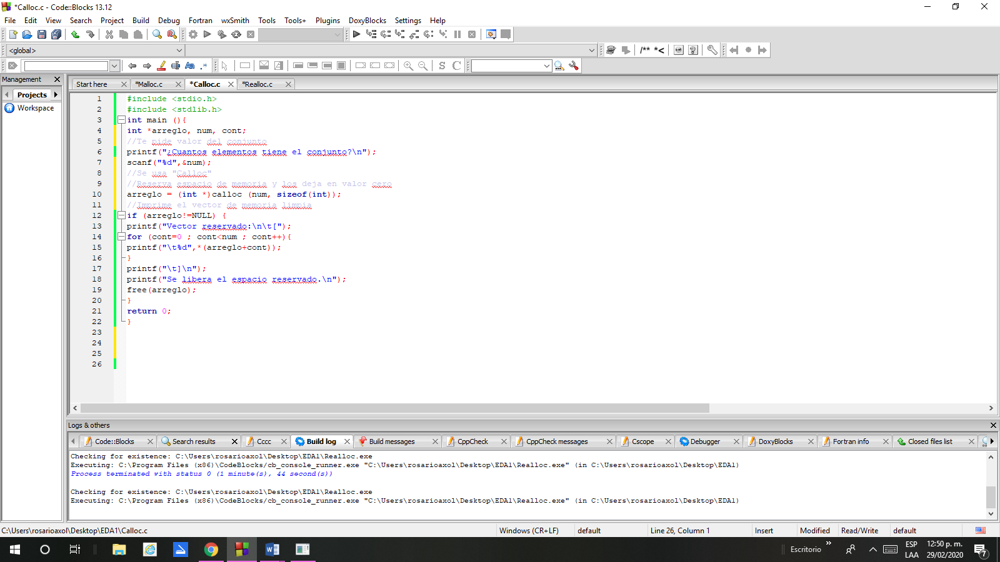 *Calloc.c - Code::Blocks 13.12
File Edit View Search Project Build Debug Fortran wxSmith Tools Tools+ Plugins DoxyBlocks Settings Help
<global>
/** *<
Aa .* S C
Management
Start here *Malloc.c *Calloc.c *Realloc.c
Projects
Workspace
1 #include <stdio.h>
2 #include <stdlib.h>
3 int main (){
4 int *arreglo, num, cont;
5 //Te pide valor del conjunto
6 printf("¿Cuantos elementos tiene el conjunto?\n");
7 scanf("%d",&num);
8 //Se usa "Calloc"
9 //Reserva espacio de memoria y los deja en valor cero
10 arreglo = (int *)calloc (num, sizeof(int));
11 //Imprime el vector de memoria limpia
12 if (arreglo!=NULL) {
13 printf("Vector reservado:\n\t[");
14 for (cont=0 ; cont<num ; cont++){
15 printf("\t%d",*(arreglo+cont));
16 }
17 printf("\t]\n");
18 printf("Se libera el espacio reservado.\n");
19 free(arreglo);
20 }
21 return 0;
22 }
23
24
25
26
Logs & others
Code::Blocks Search results Cccc Build log Build messages CppCheck CppCheck messages Cscope Debugger DoxyBlocks Fortran info Closed files list
Checking for existence: C:\Users\rosarioaxol\Desktop\EDA1\Realloc.exe
Executing: C:\Program Files (x86)\CodeBlocks/cb_console_runner.exe "C:\Users\rosarioaxol\Desktop\EDA1\Realloc.exe" (in C:\Users\rosarioaxol\Desktop\EDA1)
Process terminated with status 0 (1 minute(s), 44 second(s))
Checking for existence: C:\Users\rosarioaxol\Desktop\EDA1\Realloc.exe
Executing: C:\Program Files (x86)\CodeBlocks/cb_console_runner.exe "C:\Users\rosarioaxol\Desktop\EDA1\Realloc.exe" (in C:\Users\rosarioaxol\Desktop\EDA1)
C:\Users\rosarioaxol\Desktop\EDA1\Calloc.c Windows (CR+LF) default Line 26, Column 1 Insert Modified Read/Write default
Escritorio » ESP 12:50 p. m.
LAA 29/02/2020 7